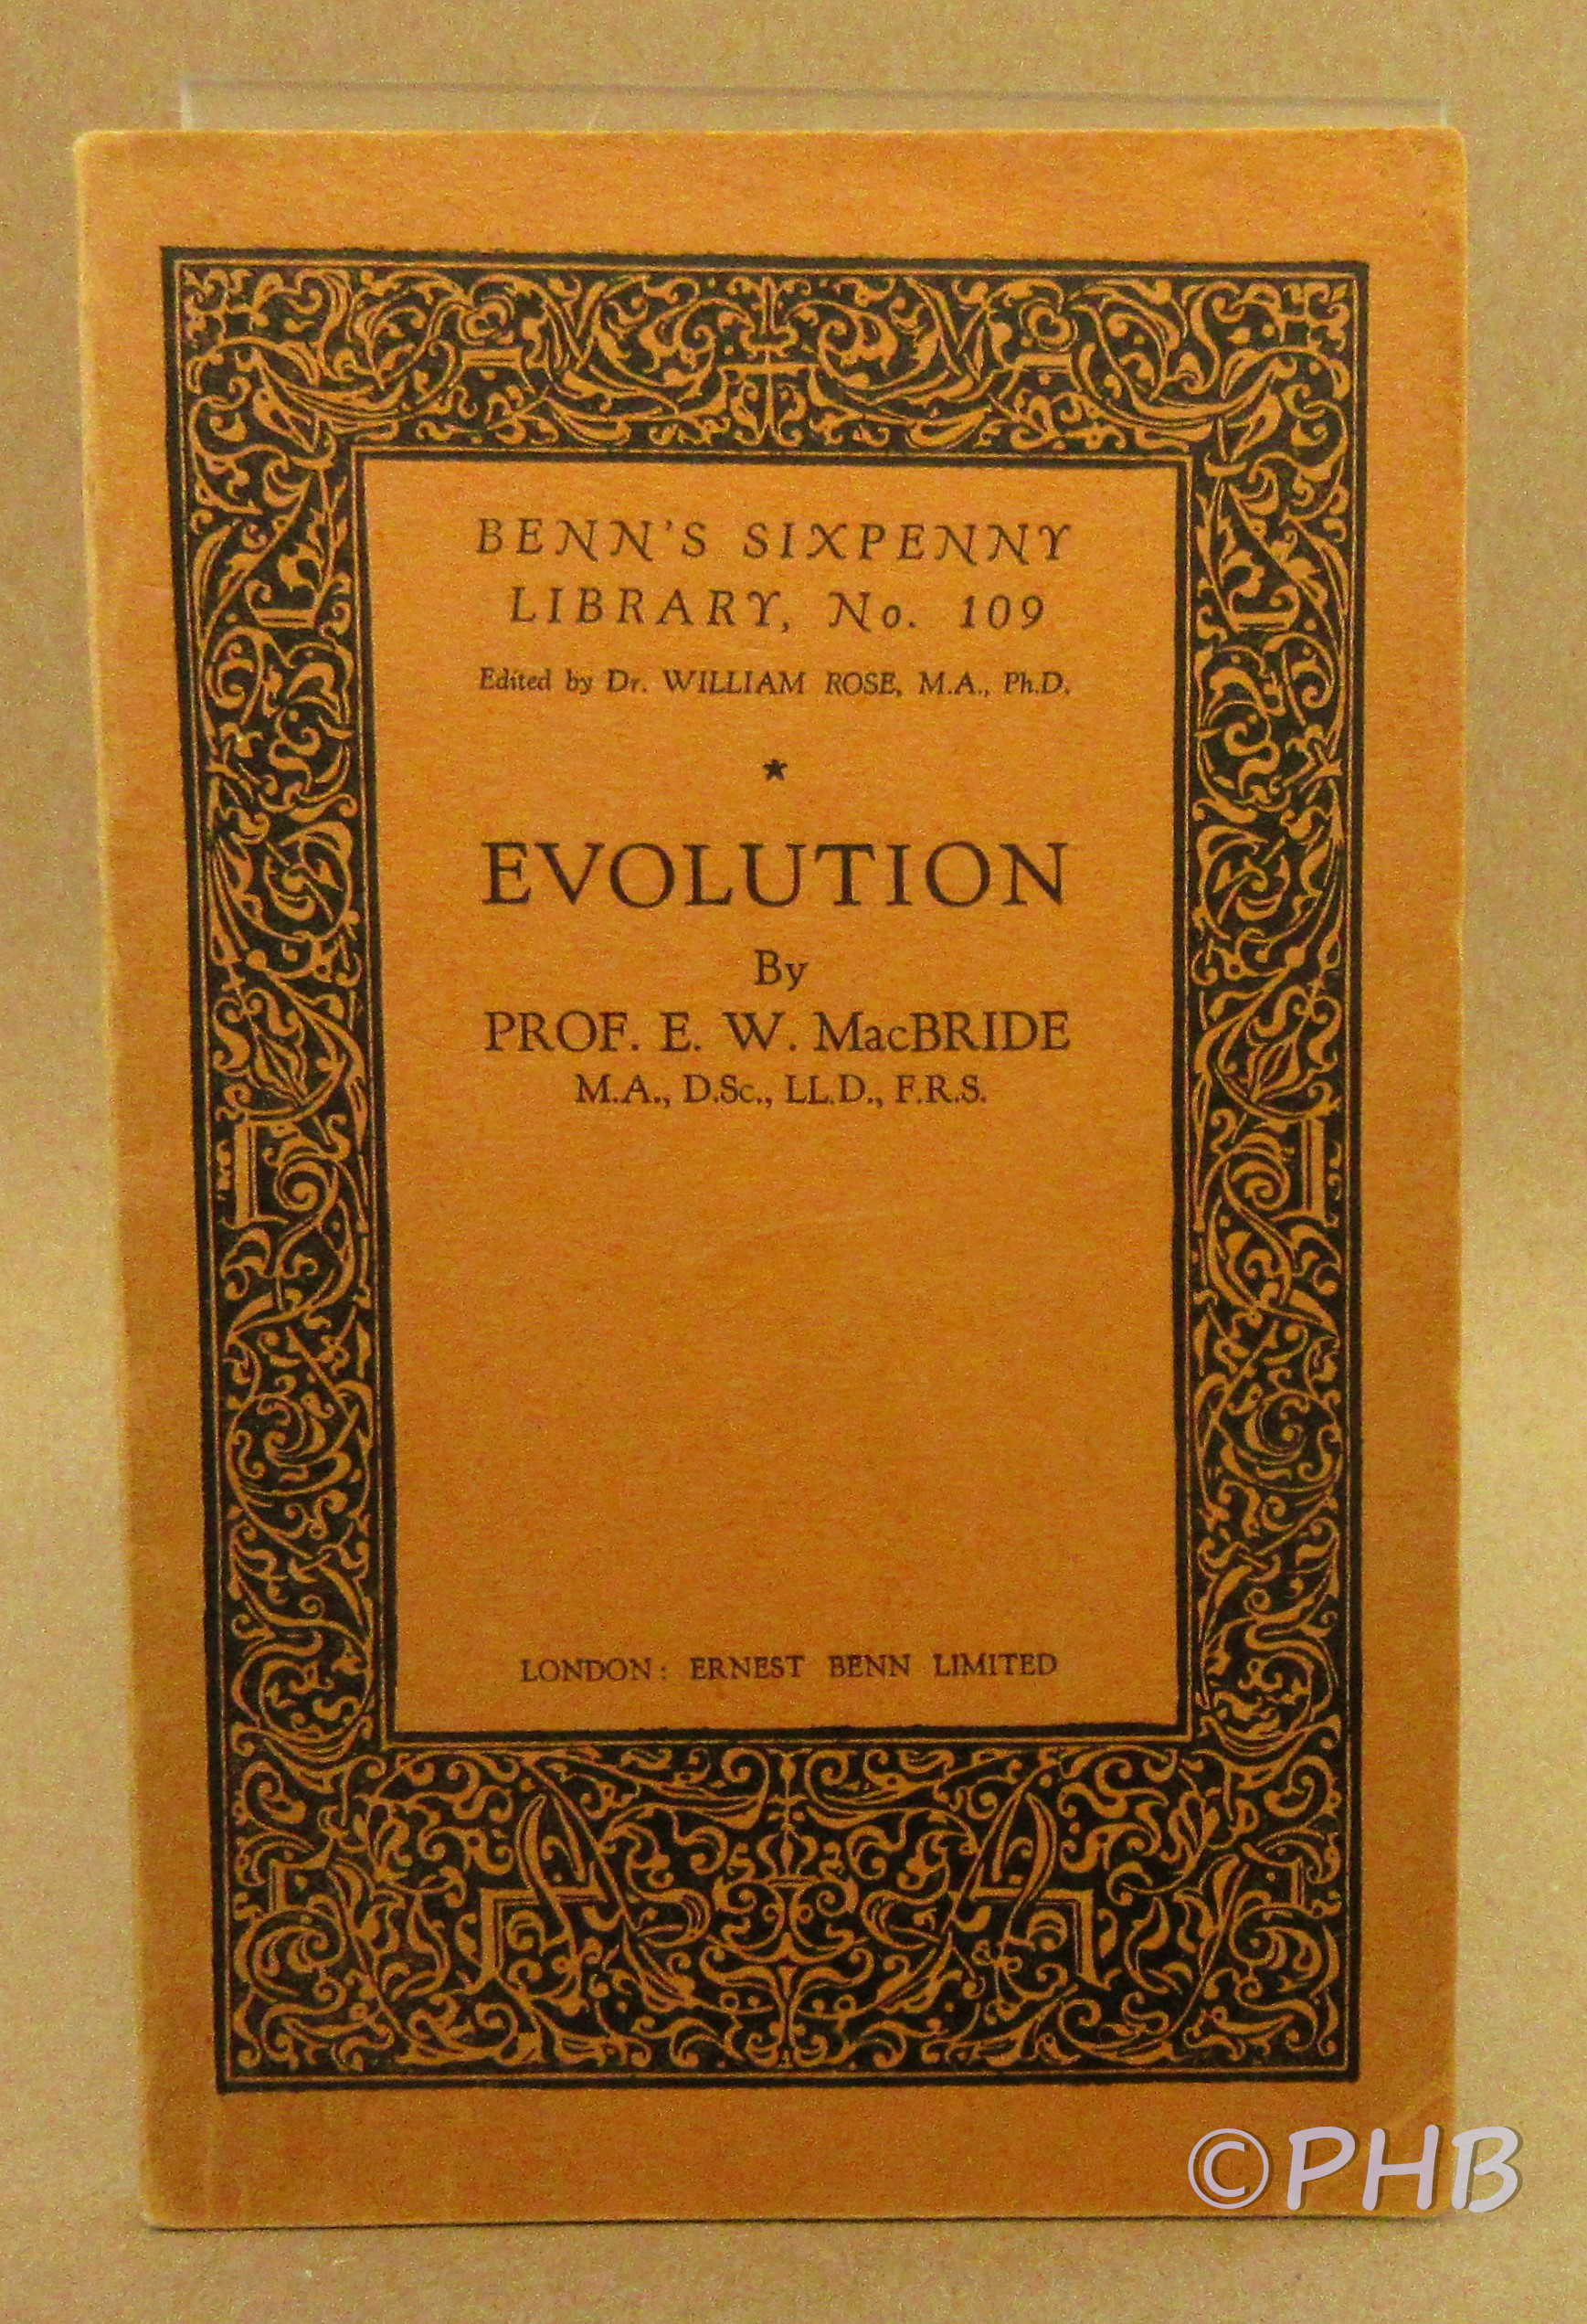 BENN'S SIXPENNY
LIBRARY, No. 109
Edited by Dr. WILLIAM ROSE, M.A., Ph.D.
★
EVOLUTION
By
PROF. E. W. MacBRIDE
M.A., D.Sc., LL.D., F.R.S.
LONDON: ERNEST BENN LIMITED
©PHB